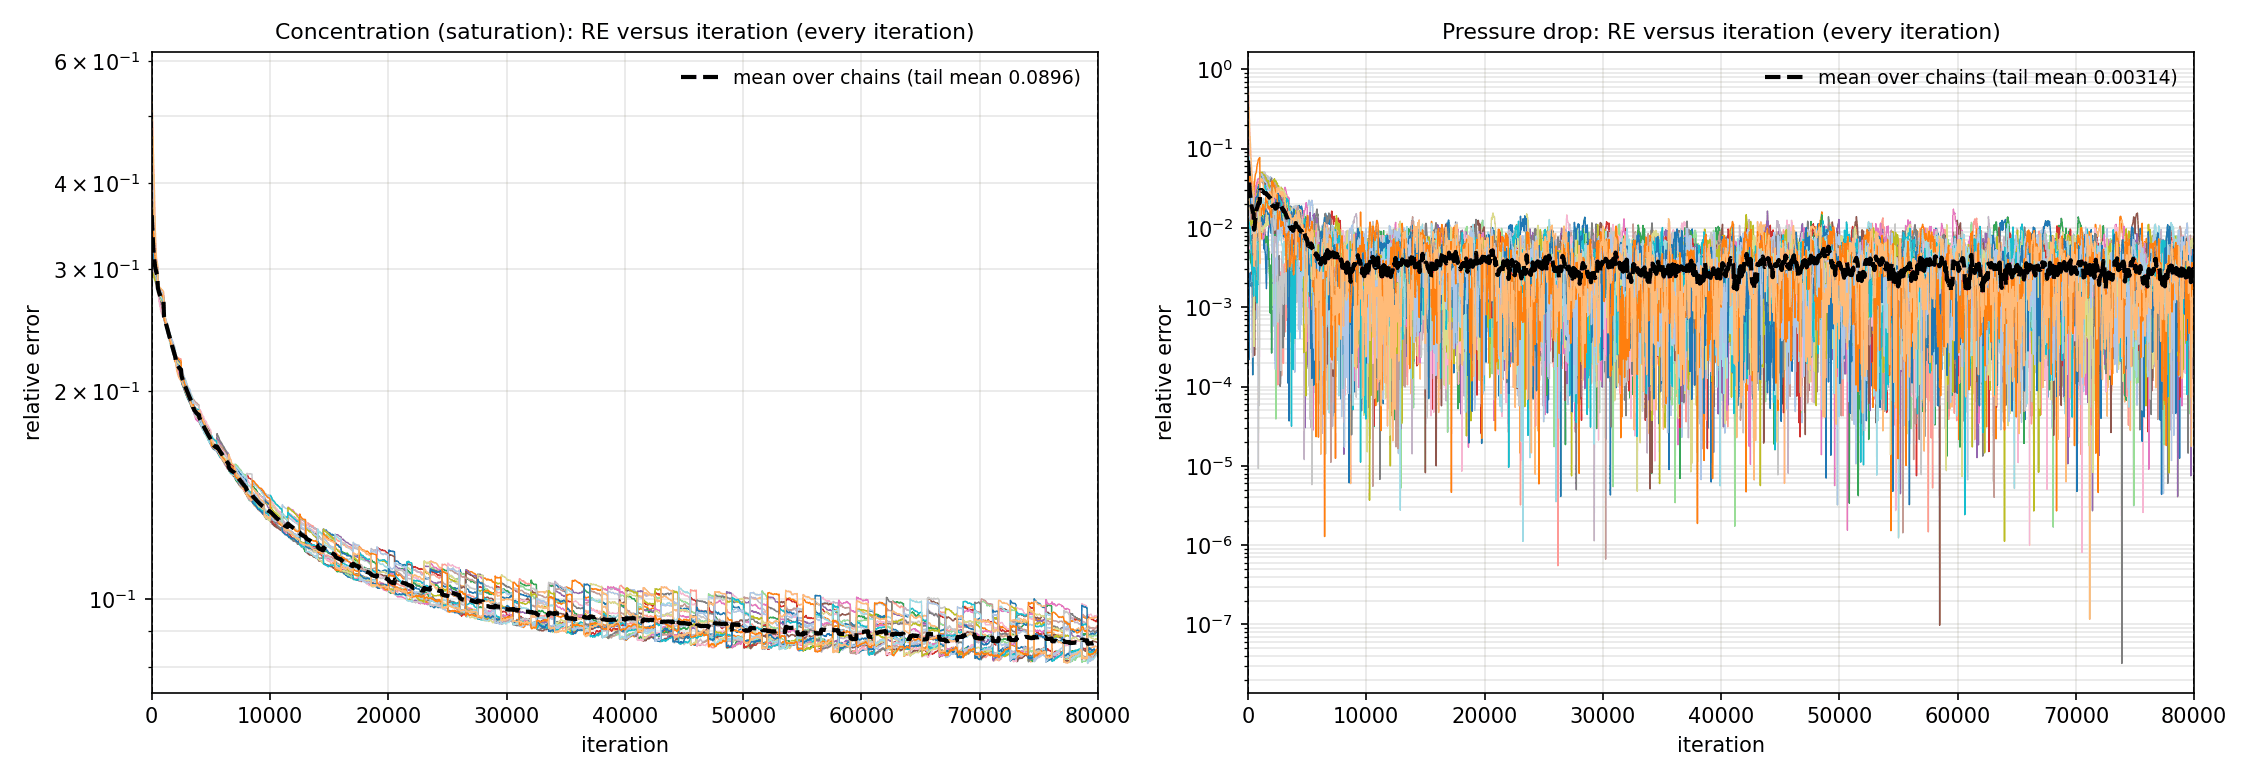 Concentration (saturation): RE versus iteration (every iteration)
mean over chains (tail mean 0.0896)
6 × 10⁻¹
4 × 10⁻¹
3 × 10⁻¹
2 × 10⁻¹
10⁻¹
relative error
0 10000 20000 30000 40000 50000 60000 70000 80000
iteration
Pressure drop: RE versus iteration (every iteration)
mean over chains (tail mean 0.00314)
10⁰
10⁻¹
10⁻²
10⁻³
10⁻⁴
10⁻⁵
10⁻⁶
10⁻⁷
relative error
0 10000 20000 30000 40000 50000 60000 70000 80000
iteration